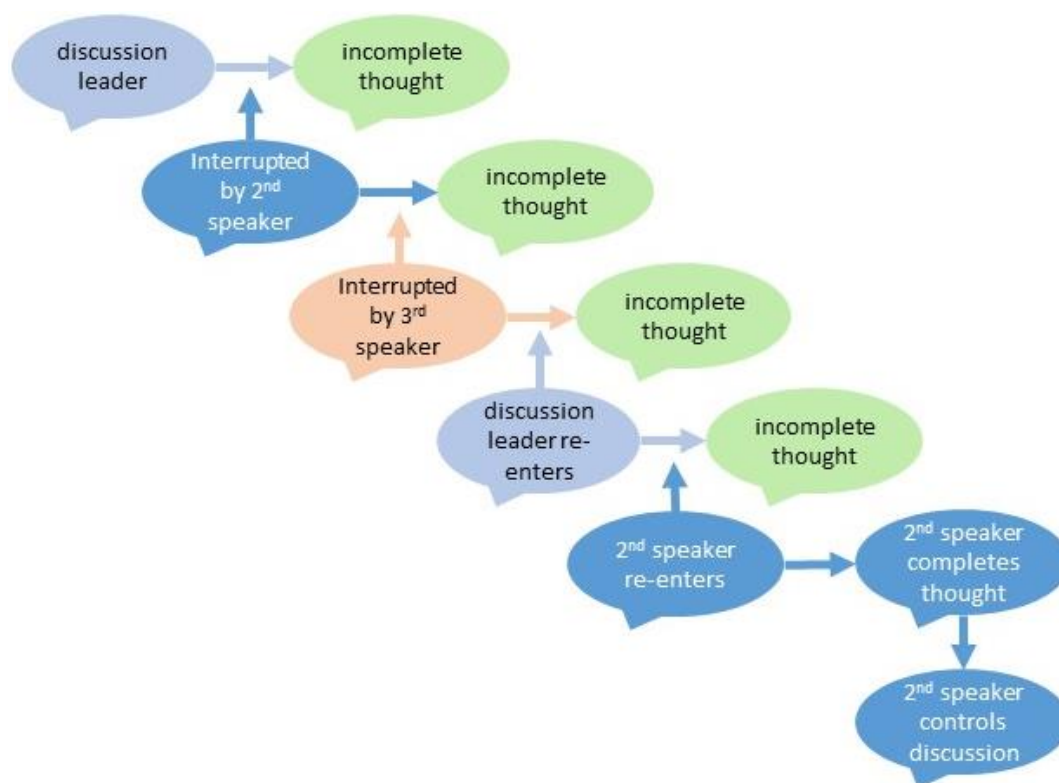 discussion
leader
incomplete
thought
Interrupted
by 2nd
speaker
incomplete
thought
Interrupted
by 3rd
speaker
incomplete
thought
discussion
leader re-
enters
incomplete
thought
2nd speaker
re-enters
2nd speaker
completes
thought
2nd speaker
controls
discussion